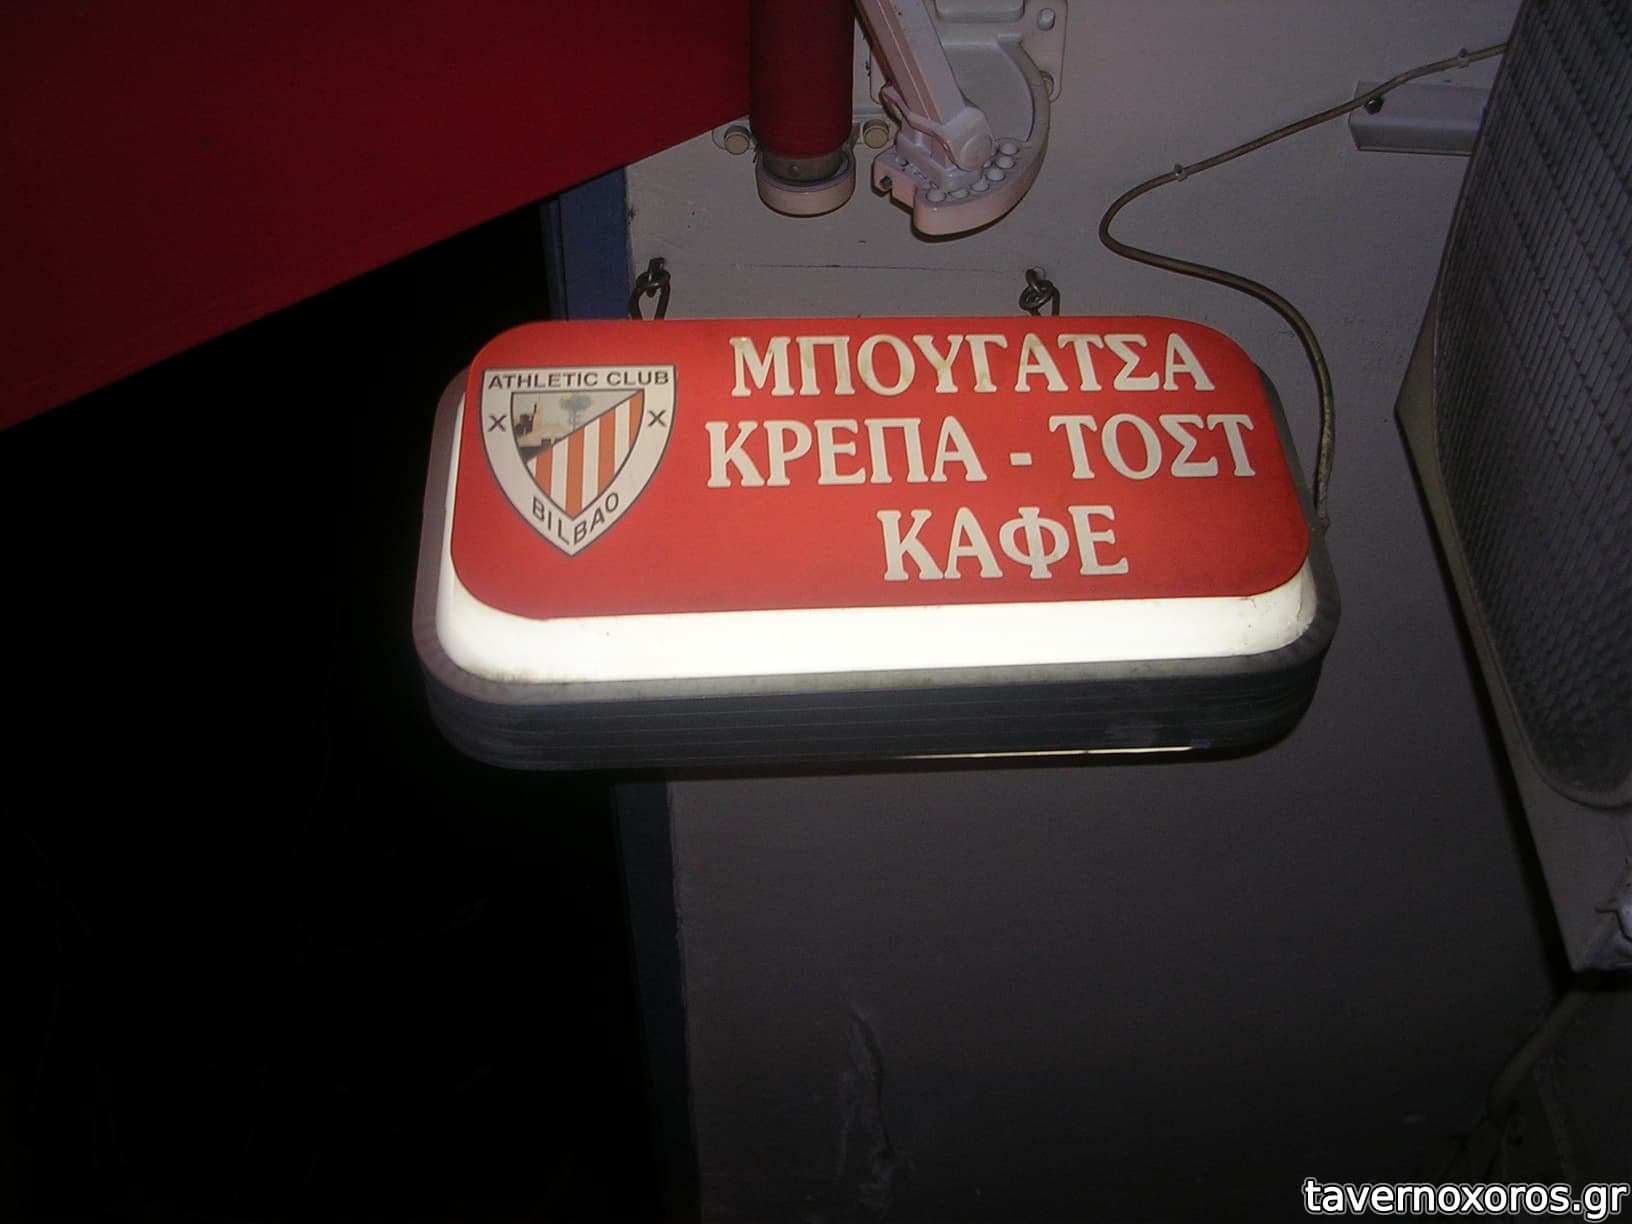 ATHLETIC CLUB
X X
BILBAO
ΜΠΟΥΓΑΤΣΑ
ΚΡΕΠΑ - ΤΟΣΤ
ΚΑΦΕ
tavernoxoros.gr